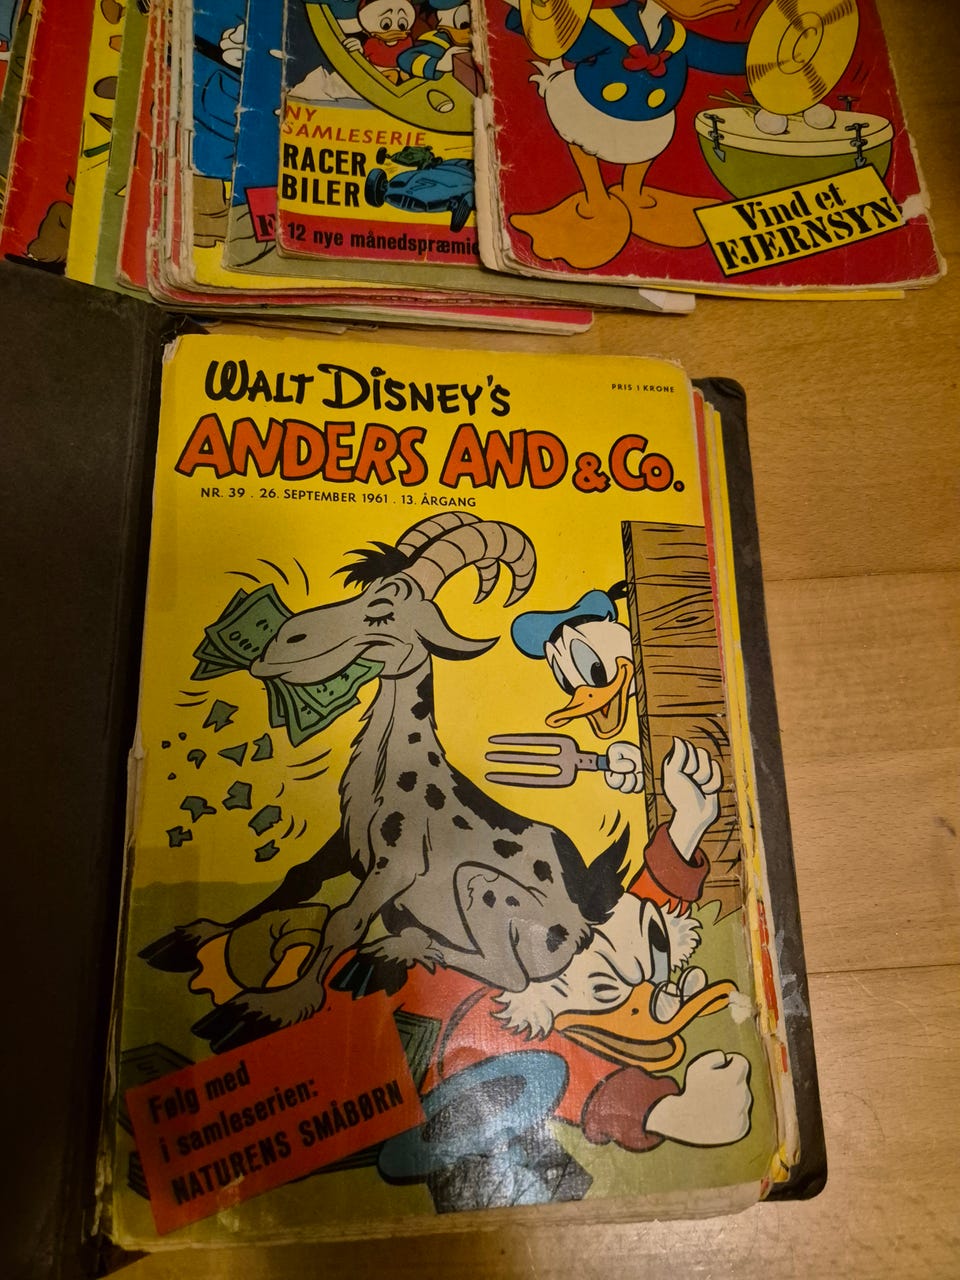 NY
SAMLESERIE
RACER
BILER
12 nye månedspræmie
Vind et
FJERNSYN
WALT DISNEY'S
PRIS 1 KRONE
ANDERS AND & Co.
NR. 39 . 26. SEPTEMBER 1961 . 13. ÅRGANG
Følg med
i samleserien:
NATURENS SMÅBØRN